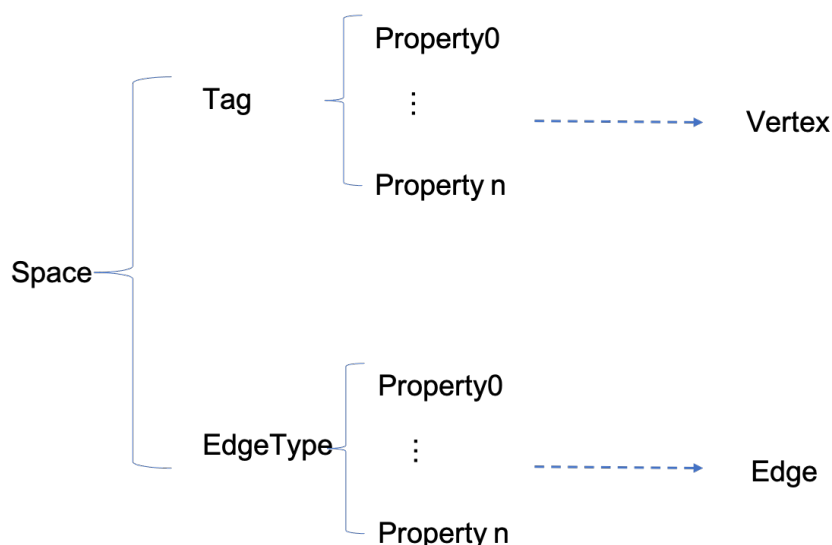 Property0
Tag
⋮
Vertex
Property n
Space
Property0
EdgeType
⋮
Edge
Property n